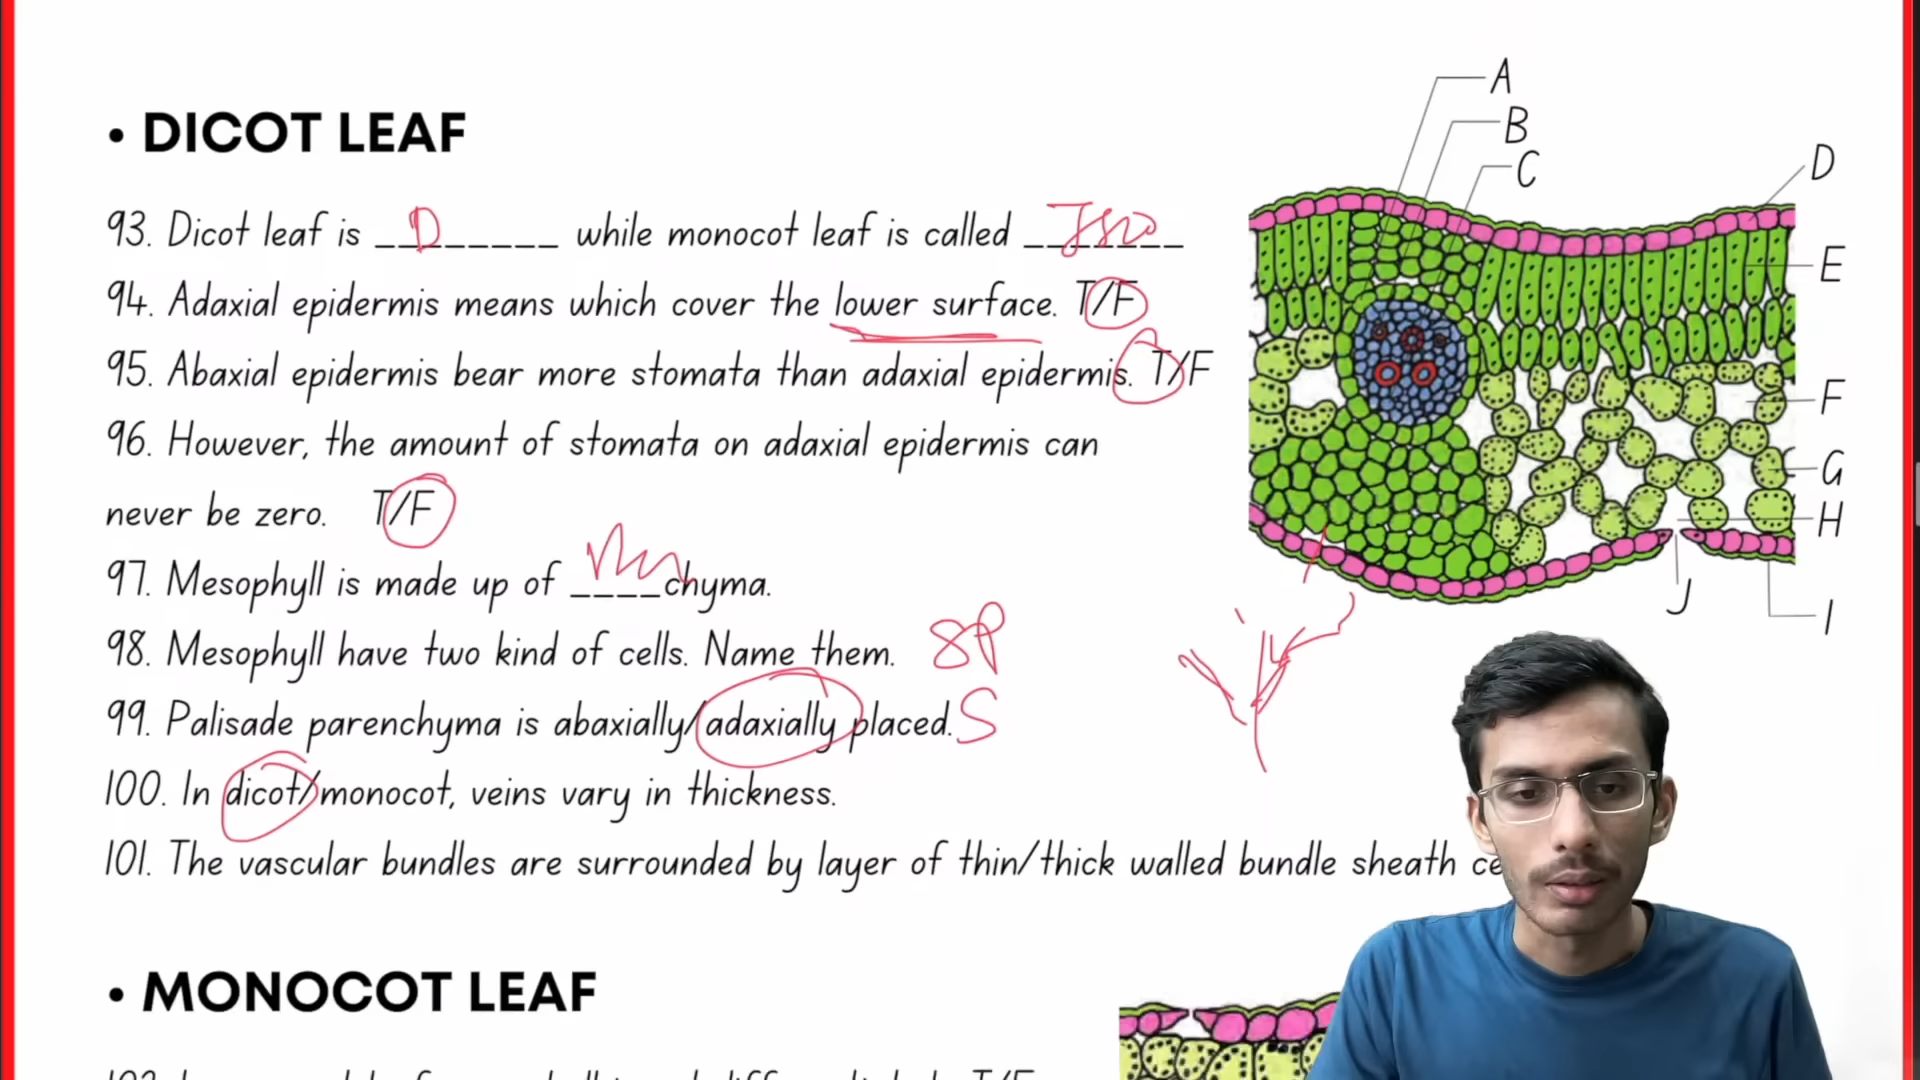 • DICOT LEAF
93. Dicot leaf is _________ while monocot leaf is called ________
D
94. Adaxial epidermis means which cover the lower surface. T/F
95. Abaxial epidermis bear more stomata than adaxial epidermis. T/F
96. However, the amount of stomata on adaxial epidermis can
never be zero. T/F
97. Mesophyll is made up of ____chyma.
98. Mesophyll have two kind of cells. Name them. SP
99. Palisade parenchyma is abaxially/adaxially placed. S
100. In dicot/monocot, veins vary in thickness.
101. The vascular bundles are surrounded by layer of thin/thick walled bundle sheath ce
A
B
C
D
E
F
G
H
J
I
• MONOCOT LEAF